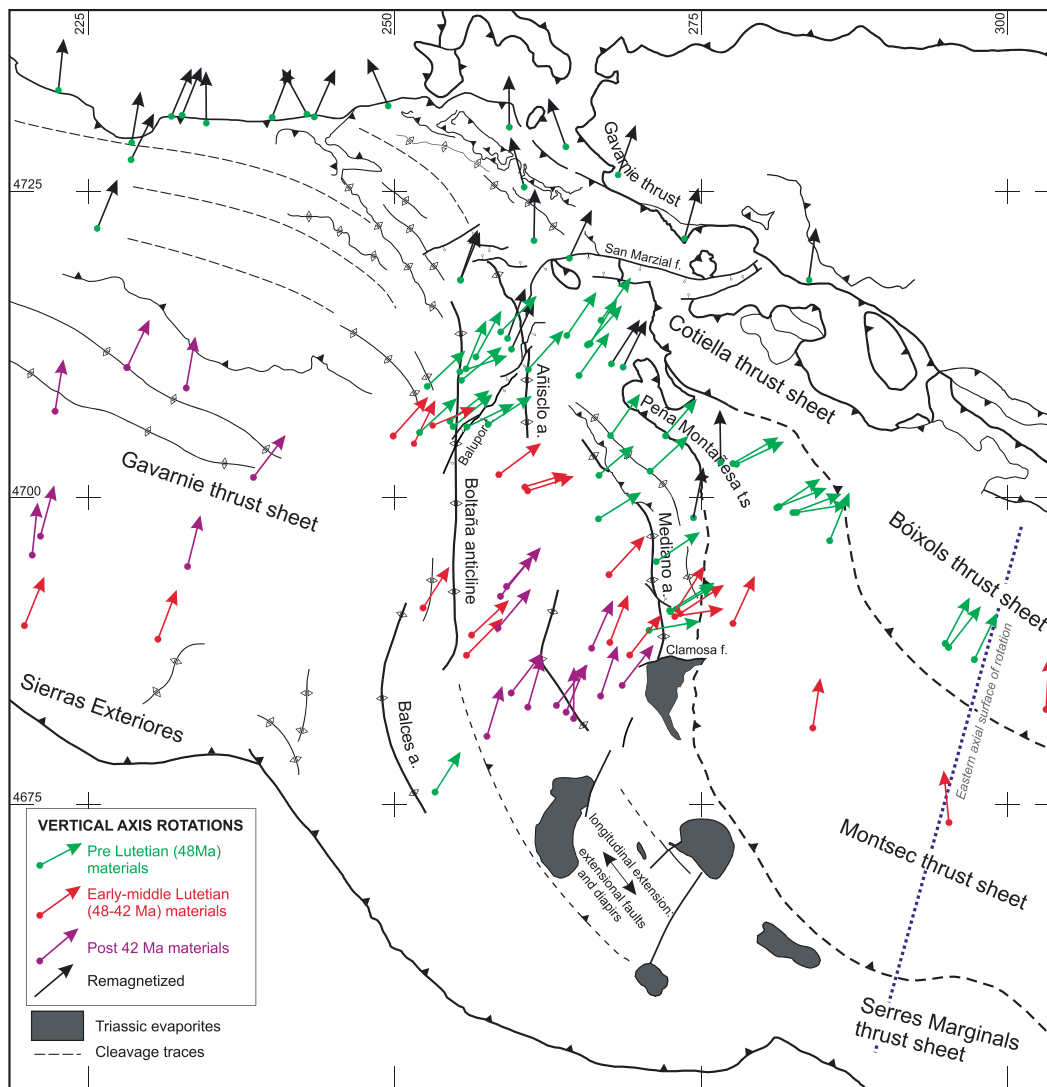 225
250
275
300
4725
4700
4675
Gavarnie thrust
San Marzial f.
Cotiella thrust sheet
Añisclo a.
Peña Montañesa ts
Balupor
Gavarnie thrust sheet
Boltaña anticline
Mediano a.
Bóixols thrust sheet
Clamosa f.
Eastern axial surface of rotation
Sierras Exteriores
Balces a.
longitudinal extension:
extensional faults
and diapirs
Montsec thrust sheet
Serres Marginals
thrust sheet
VERTICAL AXIS ROTATIONS
Pre Lutetian (48Ma)
materials
Early-middle Lutetian
(48-42 Ma) materials
Post 42 Ma materials
Remagnetized
Triassic evaporites
Cleavage traces